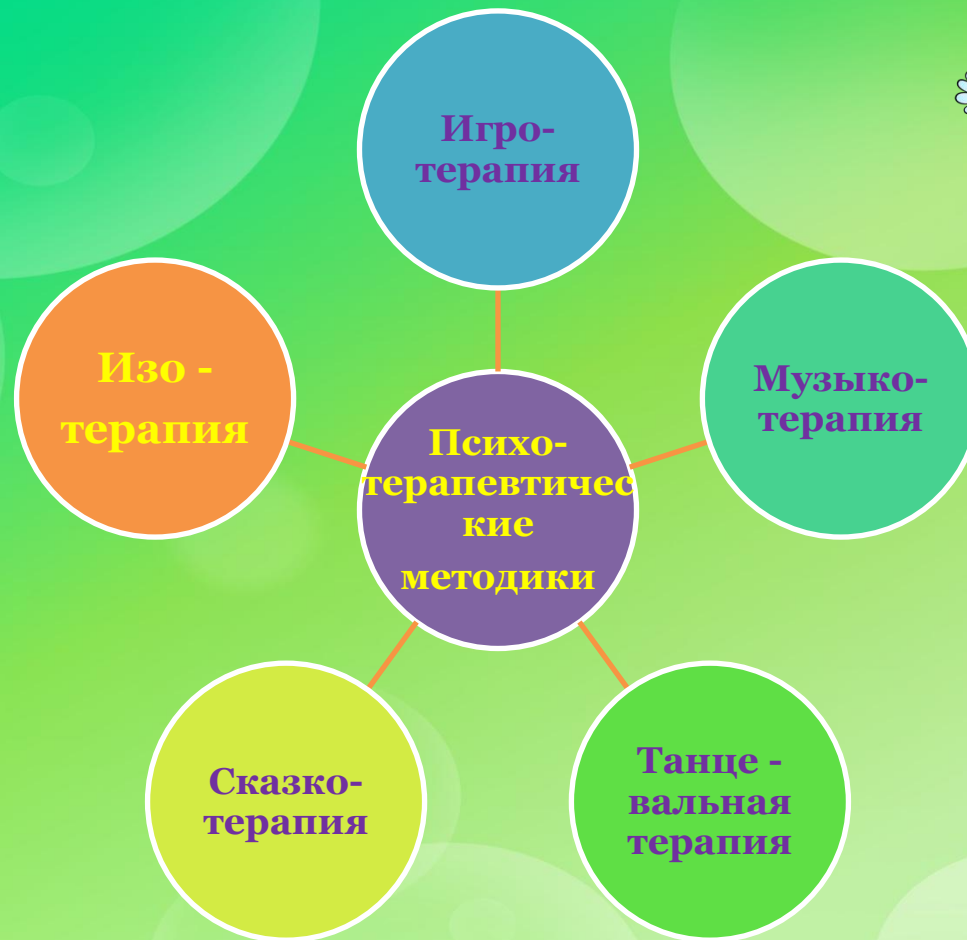 Игро-
терапия
Изо -
терапия
Музыко-
терапия
Психо-
терапевтичес
кие
методики
Сказко-
терапия
Танце -
вальная
терапия